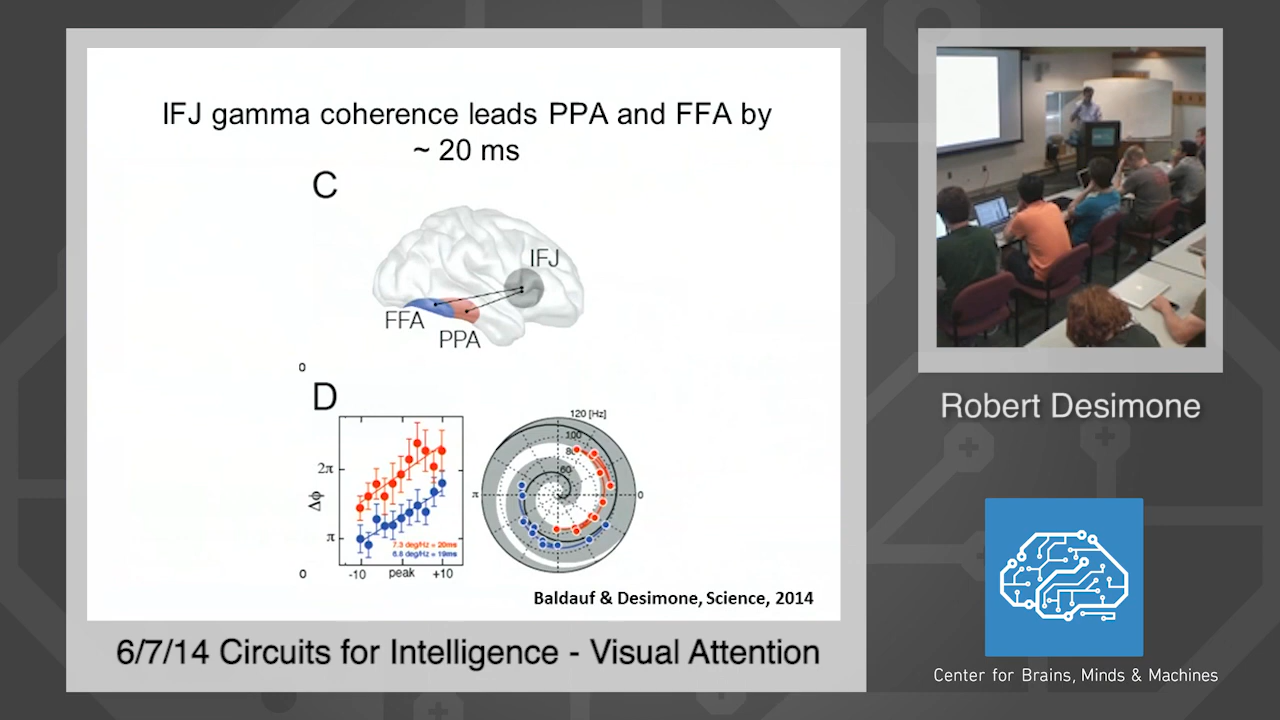 IFJ gamma coherence leads PPA and FFA by
~ 20 ms
C
IFJ
FFA
PPA
0
D
120 [Hz]
100
80
60
2π
π
Δφ
π
0
7.3 deg/Hz = 20ms
6.8 deg/Hz = 19ms
0
-10
peak
+10
Baldauf & Desimone, Science, 2014
6/7/14 Circuits for Intelligence - Visual Attention
Robert Desimone
Center for Brains, Minds & Machines